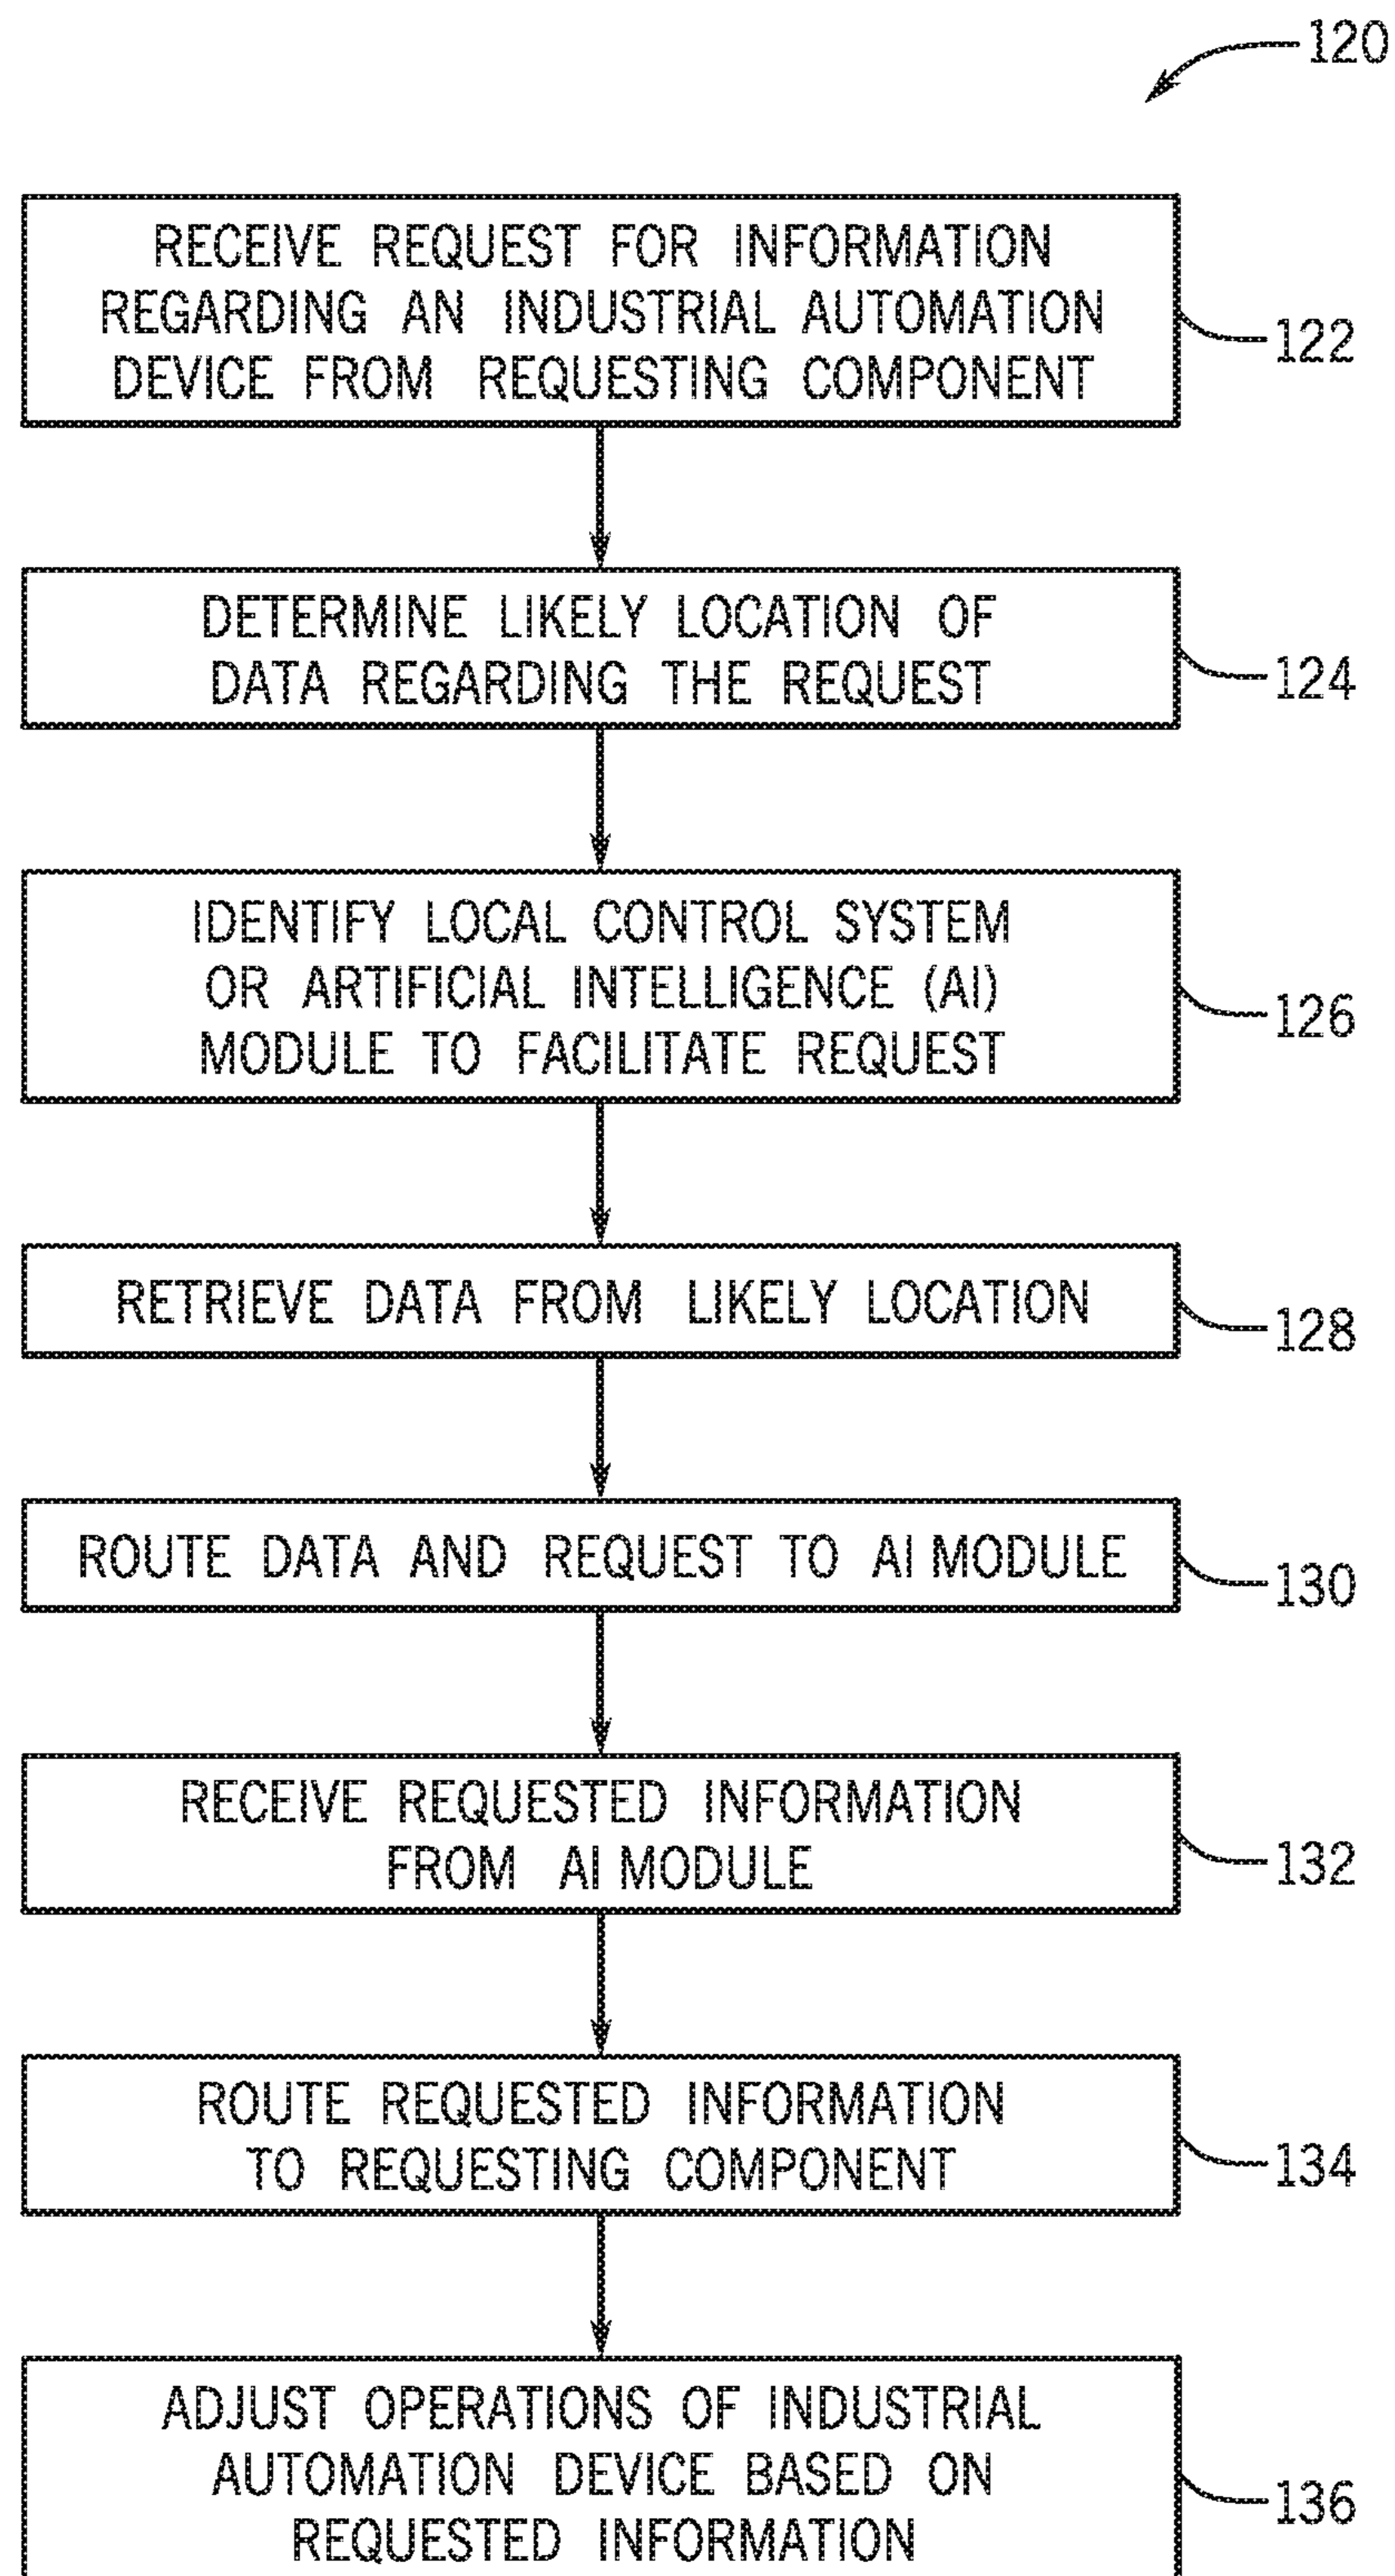 120
RECEIVE REQUEST FOR INFORMATION
REGARDING AN INDUSTRIAL AUTOMATION
DEVICE FROM REQUESTING COMPONENT
122
DETERMINE LIKELY LOCATION OF
DATA REGARDING THE REQUEST
124
IDENTIFY LOCAL CONTROL SYSTEM
OR ARTIFICIAL INTELLIGENCE (AI)
MODULE TO FACILITATE REQUEST
126
RETRIEVE DATA FROM LIKELY LOCATION
128
ROUTE DATA AND REQUEST TO AI MODULE
130
RECEIVE REQUESTED INFORMATION
FROM AI MODULE
132
ROUTE REQUESTED INFORMATION
TO REQUESTING COMPONENT
134
ADJUST OPERATIONS OF INDUSTRIAL
AUTOMATION DEVICE BASED ON
REQUESTED INFORMATION
136